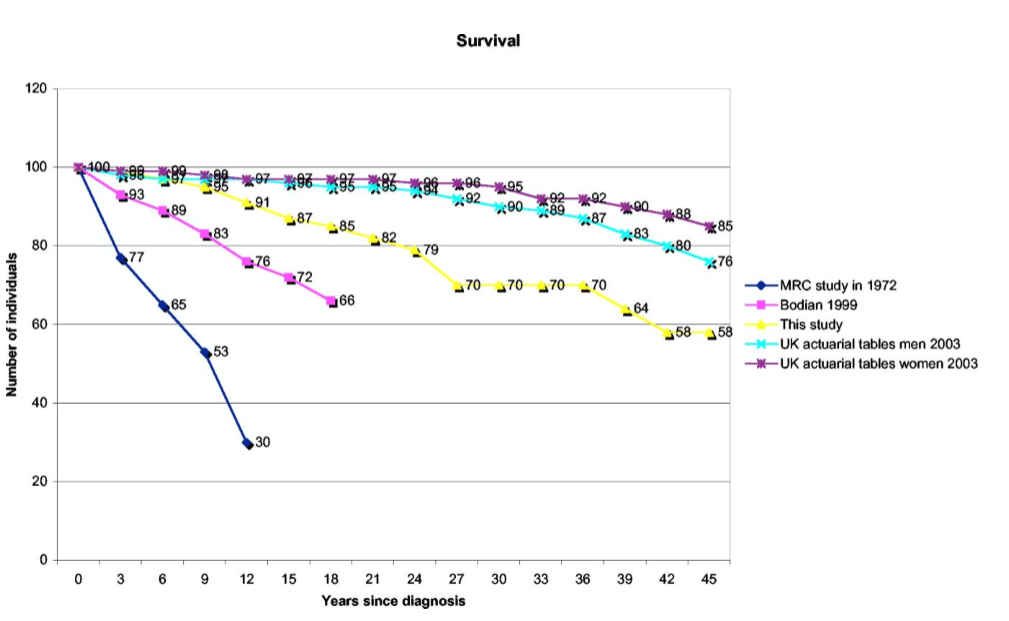 Survival
120
100
80
60
40
20
0
Number of individuals
100
99 99 98 97 97 97 97 96 96 95 92 92 90 88 85
98 97 97 96 95 95 94 92 90 89 87 83 80 76
95 91 87 85 82 79 70 70 70 70 64 58 58
93 89 83 76 72 66
77 65 53 30
0 3 6 9 12 15 18 21 24 27 30 33 36 39 42 45
Years since diagnosis
MRC study in 1972
Bodian 1999
This study
UK actuarial tables men 2003
UK actuarial tables women 2003